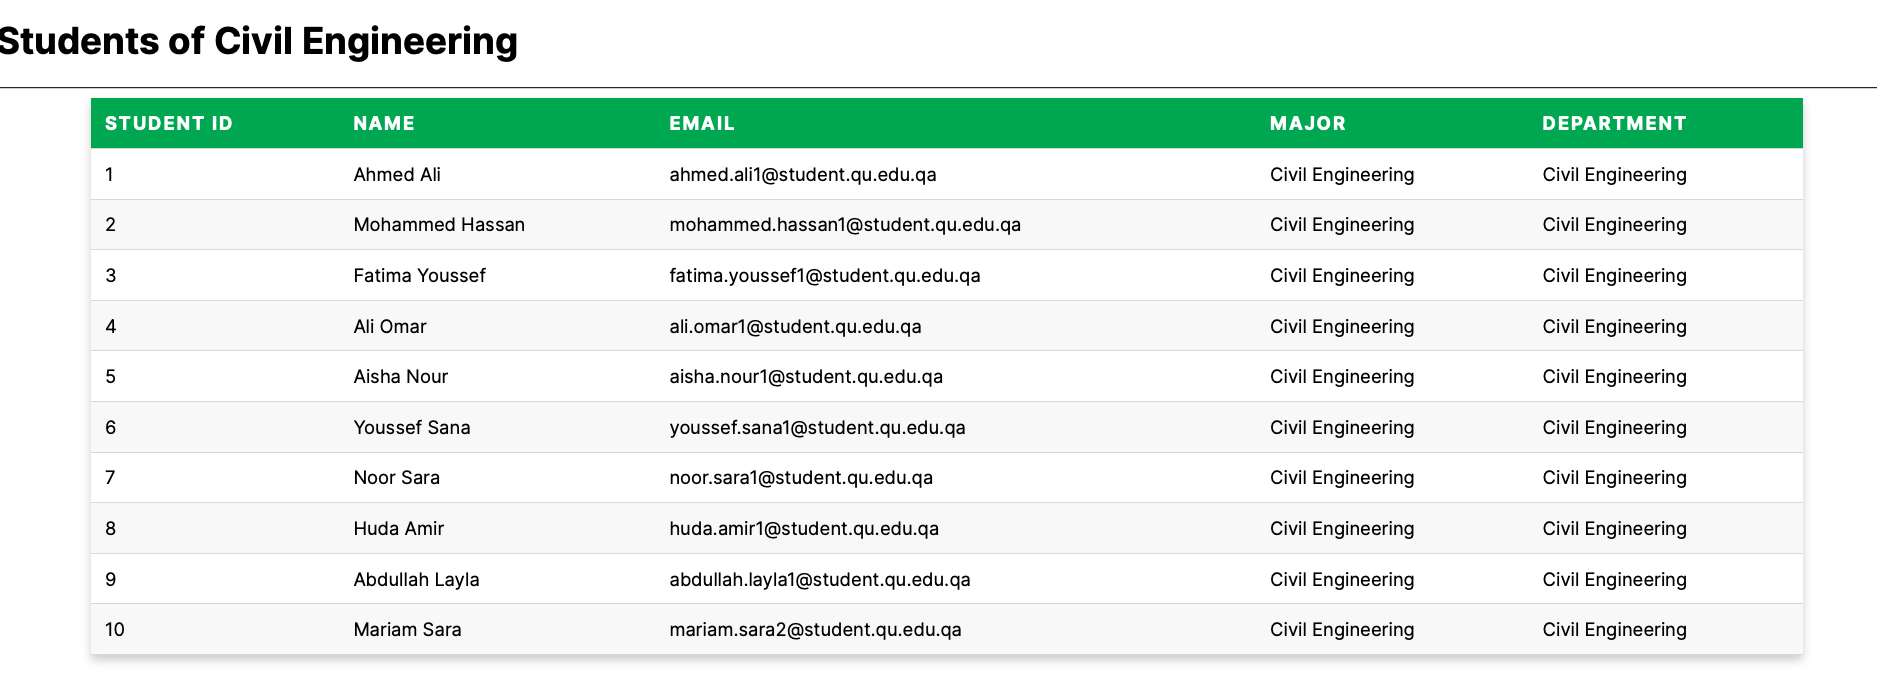 Students of Civil Engineering
STUDENT ID NAME EMAIL MAJOR DEPARTMENT
1 Ahmed Ali ahmed.ali1@student.qu.edu.qa Civil Engineering Civil Engineering
2 Mohammed Hassan mohammed.hassan1@student.qu.edu.qa Civil Engineering Civil Engineering
3 Fatima Youssef fatima.youssef1@student.qu.edu.qa Civil Engineering Civil Engineering
4 Ali Omar ali.omar1@student.qu.edu.qa Civil Engineering Civil Engineering
5 Aisha Nour aisha.nour1@student.qu.edu.qa Civil Engineering Civil Engineering
6 Youssef Sana youssef.sana1@student.qu.edu.qa Civil Engineering Civil Engineering
7 Noor Sara noor.sara1@student.qu.edu.qa Civil Engineering Civil Engineering
8 Huda Amir huda.amir1@student.qu.edu.qa Civil Engineering Civil Engineering
9 Abdullah Layla abdullah.layla1@student.qu.edu.qa Civil Engineering Civil Engineering
10 Mariam Sara mariam.sara2@student.qu.edu.qa Civil Engineering Civil Engineering